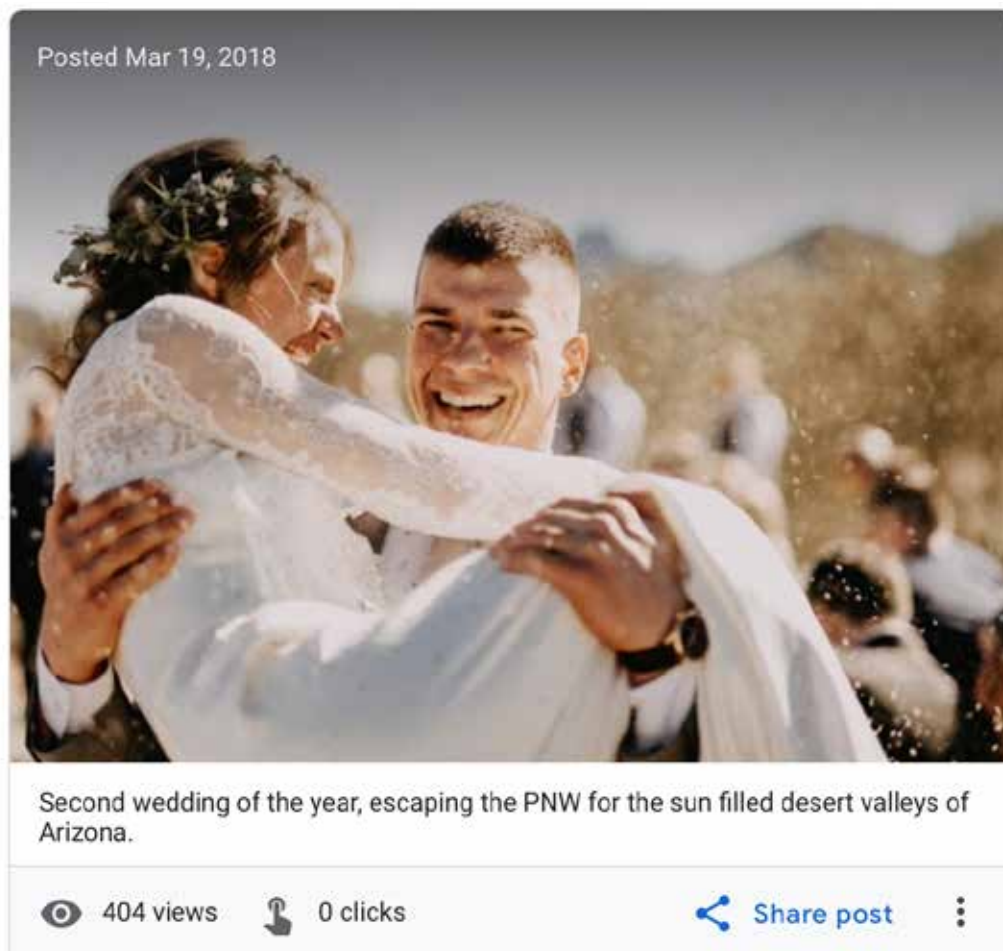 Posted Mar 19, 2018
Second wedding of the year, escaping the PNW for the sun filled desert valleys of
Arizona.
404 views 0 clicks Share post